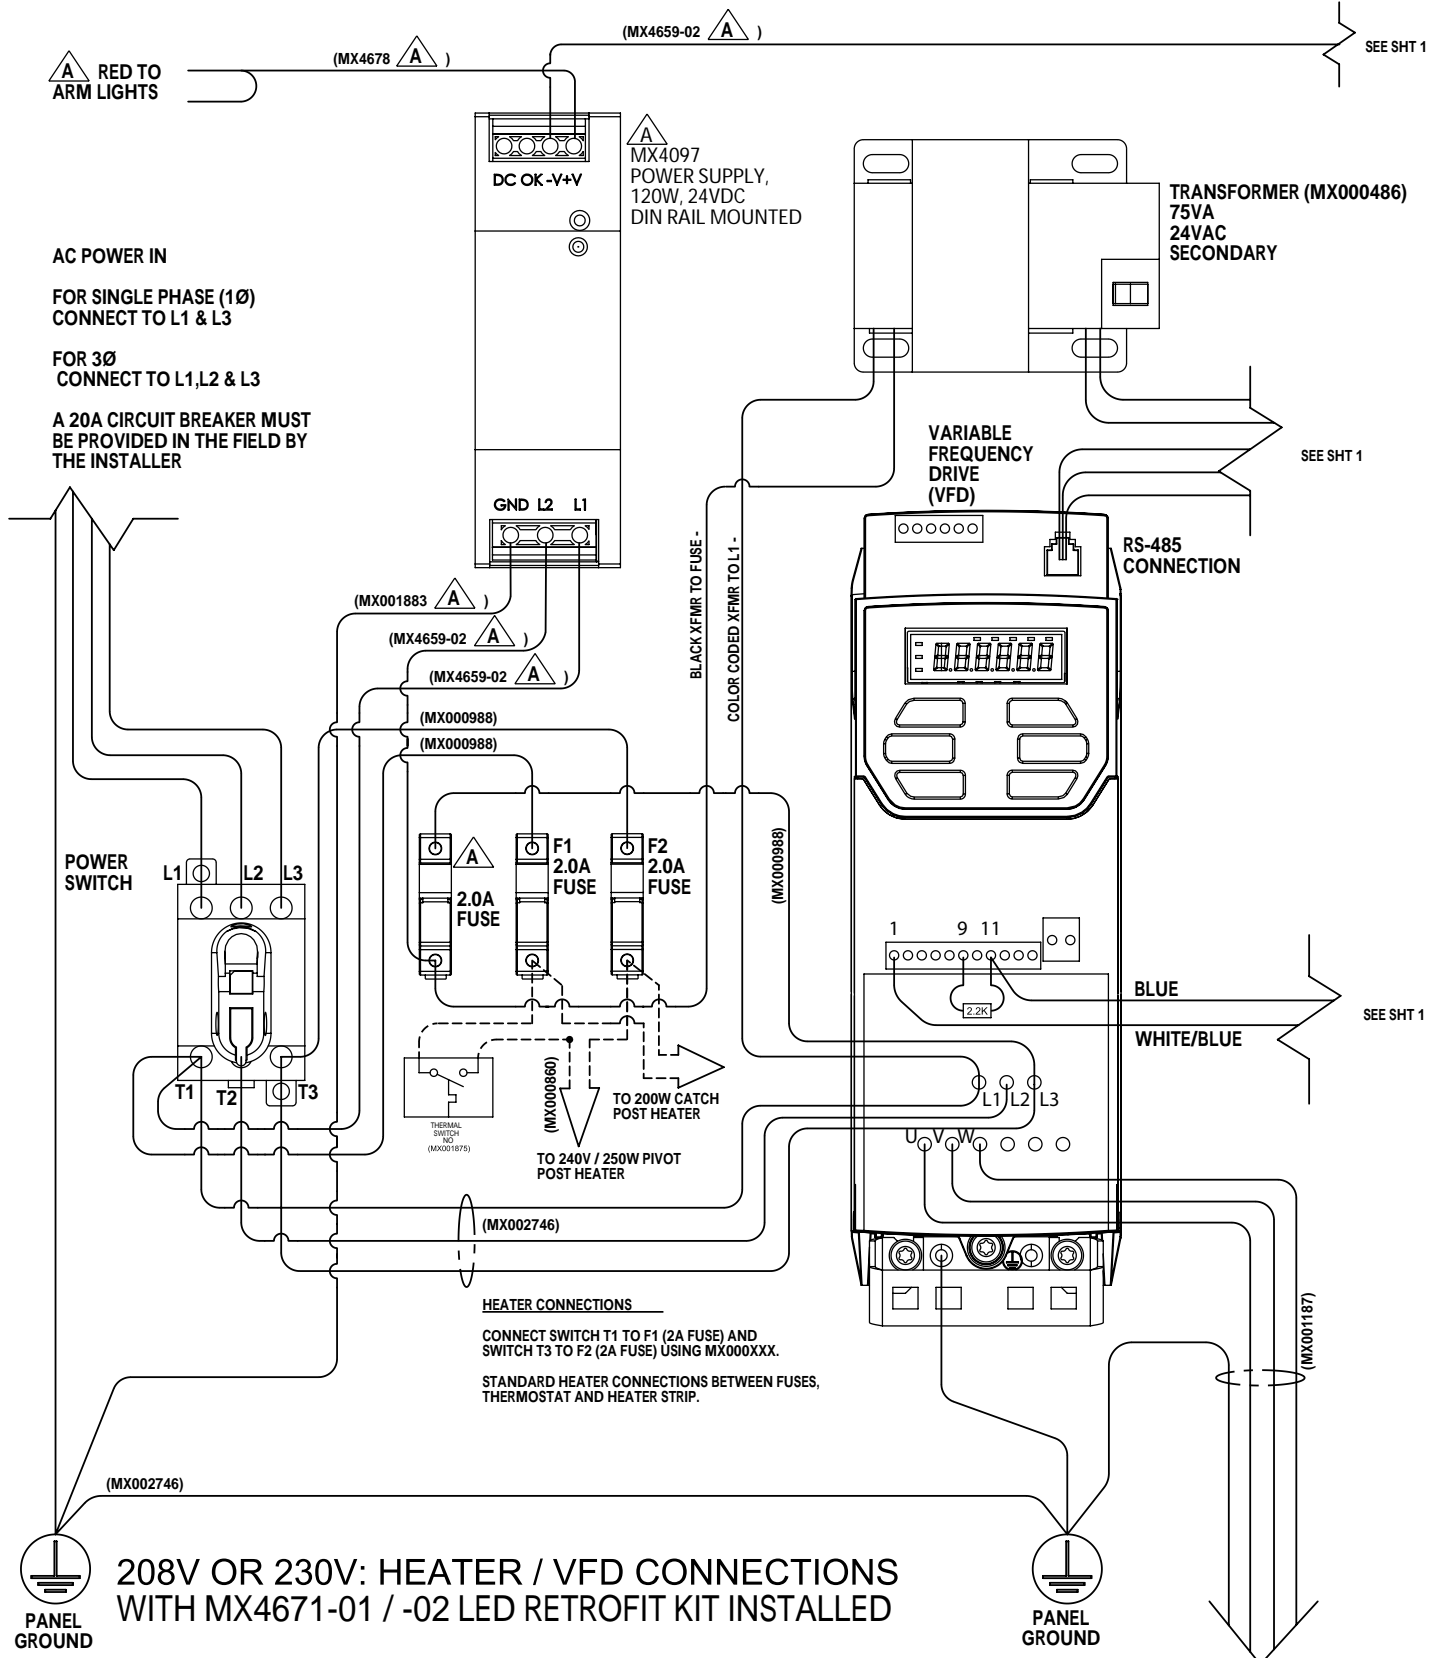 (MX4659-02 A )
SEE SHT 1
(MX4678 A )
A RED TO
ARM LIGHTS
A
MX4097
POWER SUPPLY,
120W, 24VDC
DIN RAIL MOUNTED
DC OK -V+V
TRANSFORMER (MX000486)
75VA
24VAC
SECONDARY
AC POWER IN
FOR SINGLE PHASE (1Ø)
CONNECT TO L1 & L3
FOR 3Ø
CONNECT TO L1,L2 & L3
A 20A CIRCUIT BREAKER MUST
BE PROVIDED IN THE FIELD BY
THE INSTALLER
VARIABLE
FREQUENCY
DRIVE
(VFD)
SEE SHT 1
GND L2 L1
RS-485
CONNECTION
BLACK XFMR TO FUSE -
COLOR CODED XFMR TO L1 -
(MX001883 A )
(MX4659-02 A )
(MX4659-02 A )
(MX000988)
(MX000988)
(MX000988)
POWER
SWITCH
L1 L2 L3
A
2.0A
FUSE
F1
2.0A
FUSE
F2
2.0A
FUSE
1 9 11
2.2K
BLUE
WHITE/BLUE
SEE SHT 1
T1 T2 T3
THERMAL
SWITCH
NO
(MX001875)
(MX000860)
TO 200W CATCH
POST HEATER
TO 240V / 250W PIVOT
POST HEATER
L1 L2 L3
U V W
(MX002746)
HEATER CONNECTIONS
CONNECT SWITCH T1 TO F1 (2A FUSE) AND
SWITCH T3 TO F2 (2A FUSE) USING MX000XXX.
STANDARD HEATER CONNECTIONS BETWEEN FUSES,
THERMOSTAT AND HEATER STRIP.
(MX001187)
(MX002746)
PANEL
GROUND
208V OR 230V: HEATER / VFD CONNECTIONS
WITH MX4671-01 / -02 LED RETROFIT KIT INSTALLED
PANEL
GROUND